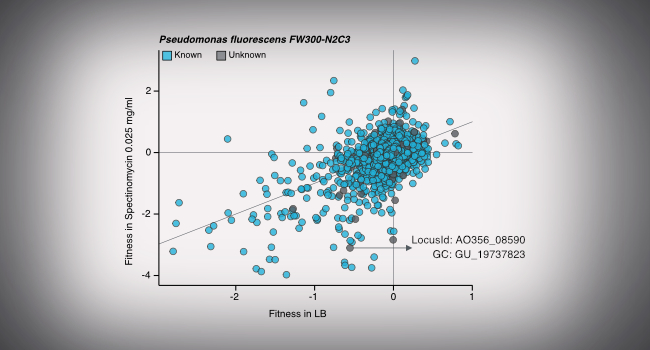 Pseudomonas fluorescens FW300-N2C3
Known Unknown
Fitness in Spectinomycin 0.025 mg/ml
2
0
-2
-4
LocusId: AO356_08590
GC: GU_19737823
-2 -1 0 1
Fitness in LB